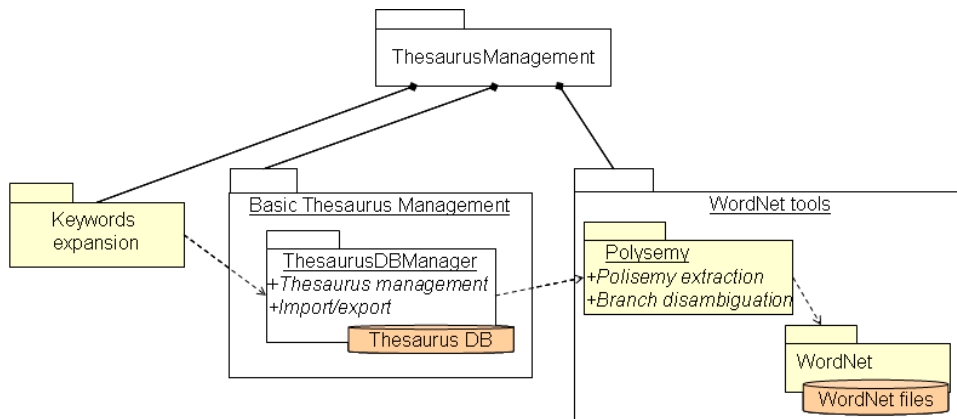 ThesaurusManagement
Keywords
expansion
Basic Thesaurus Management
ThesaurusDBManager
+Thesaurus management
+Import/export
Thesaurus DB
WordNet tools
Polysemy
+Polisemy extraction
+Branch disambiguation
WordNet
WordNet files